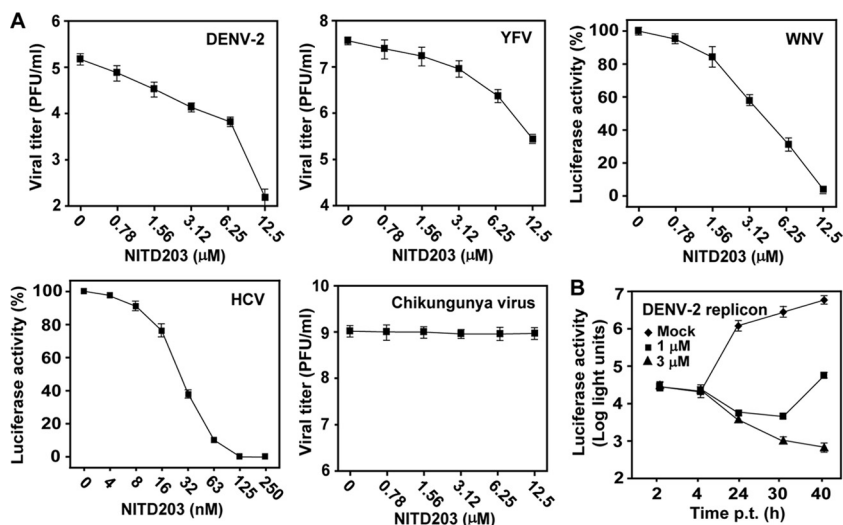 A
DENV-2
Viral titer (PFU/ml)
6
5
4
3
2
0 0.78 1.56 3.12 6.25 12.5
NITD203 (μM)
YFV
Viral titer (PFU/ml)
8
7
6
5
4
0 0.78 1.56 3.12 6.25 12.5
NITD203 (μM)
WNV
Luciferase activity (%)
100
80
60
40
20
0
0 0.78 1.56 3.12 6.25 12.5
NITD203 (μM)
HCV
Luciferase activity (%)
100
80
60
40
20
0
0 4 8 16 32 63 125 250
NITD203 (nM)
Chikungunya virus
Viral titer (PFU/ml)
10
9
8
7
6
0 0.78 1.56 3.12 6.25 12.5
NITD203 (μM)
B
DENV-2 replicon
Mock
1 μM
3 μM
Luciferase activity
(Log light units)
7
6
5
4
3
2
2 4 24 30 40
Time p.t. (h)